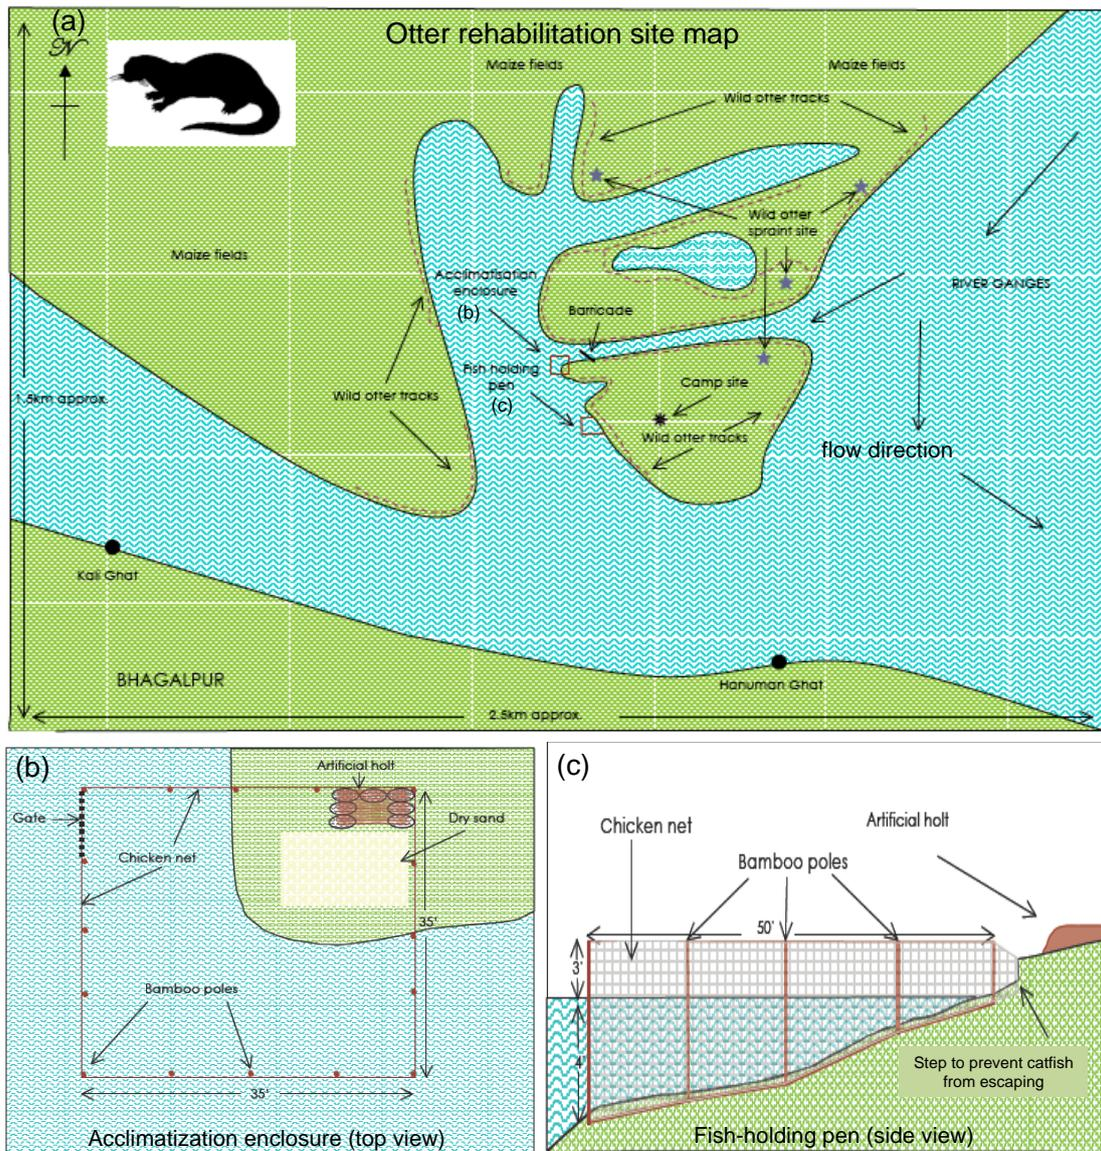 (a)
N
Otter rehabilitation site map
Maize fields
Maize fields
Wild otter tracks
Wild otter
spraint site
Maize fields
Acclimatisation
enclosure
(b)
RIVER GANGES
Barricade
Fish holding
pen
(c)
Camp site
1.5km approx.
Wild otter tracks
Wild otter tracks
flow direction
Kali Ghat
BHAGALPUR
Hanuman Ghat
2.5km approx.
(b)
Artificial holt
Gate
Dry sand
Chicken net
35'
Bamboo poles
35'
Acclimatization enclosure (top view)
(c)
Chicken net
Artificial holt
Bamboo poles
50'
3'
4'
Step to prevent catfish
from escaping
Fish-holding pen (side view)